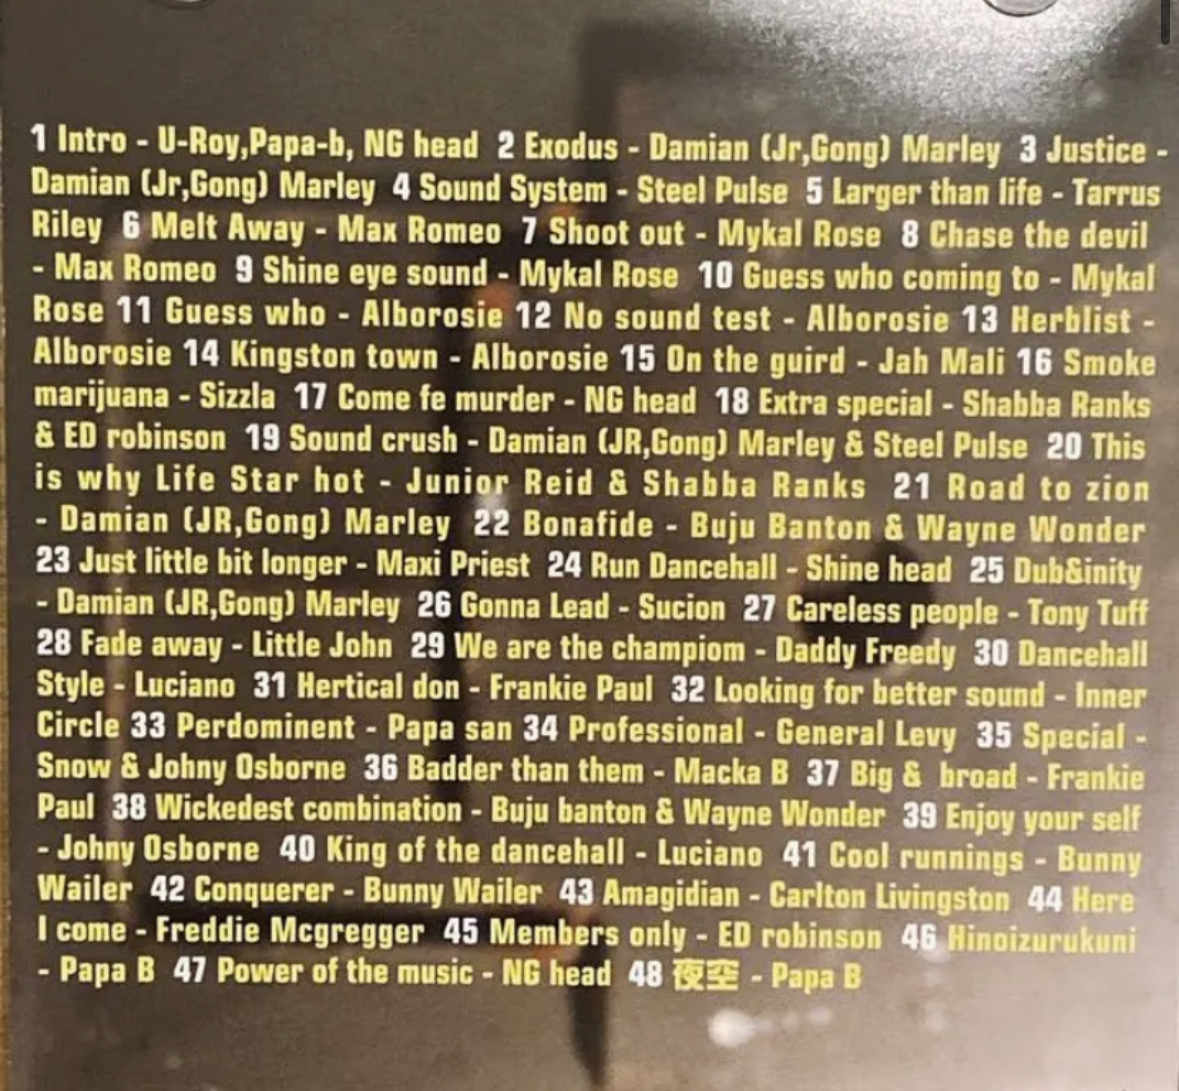 1 Intro - U-Roy,Papa-b, NG head 2 Exodus - Damian (Jr,Gong) Marley 3 Justice -
Damian (Jr,Gong) Marley 4 Sound System - Steel Pulse 5 Larger than life - Tarrus
Riley 6 Melt Away - Max Romeo 7 Shoot out - Mykal Rose 8 Chase the devil
- Max Romeo 9 Shine eye sound - Mykal Rose 10 Guess who coming to - Mykal
Rose 11 Guess who - Alborosie 12 No sound test - Alborosie 13 Herblist -
Alborosie 14 Kingston town - Alborosie 15 On the guird - Jah Mali 16 Smoke
marijuana - Sizzla 17 Come fe murder - NG head 18 Extra special - Shabba Ranks
& ED robinson 19 Sound crush - Damian (JR,Gong) Marley & Steel Pulse 20 This
is why Life Star hot - Junior Reid & Shabba Ranks 21 Road to zion
- Damian (JR,Gong) Marley 22 Bonafide - Buju Banton & Wayne Wonder
23 Just little bit longer - Maxi Priest 24 Run Dancehall - Shine head 25 Dub&inity
- Damian (JR,Gong) Marley 26 Gonna Lead - Sucion 27 Careless people - Tony Tuff
28 Fade away - Little John 29 We are the champiom - Daddy Freedy 30 Dancehall
Style - Luciano 31 Hertical don - Frankie Paul 32 Looking for better sound - Inner
Circle 33 Perdominent - Papa san 34 Professional - General Levy 35 Special -
Snow & Johny Osborne 36 Badder than them - Macka B 37 Big & broad - Frankie
Paul 38 Wickedest combination - Buju banton & Wayne Wonder 39 Enjoy your self
- Johny Osborne 40 King of the dancehall - Luciano 41 Cool runnings - Bunny
Wailer 42 Conquerer - Bunny Wailer 43 Amagidian - Carlton Livingston 44 Here
I come - Freddie Mcgregger 45 Members only - ED robinson 46 Hinoizurukuni
- Papa B 47 Power of the music - NG head 48 夜空 - Papa B